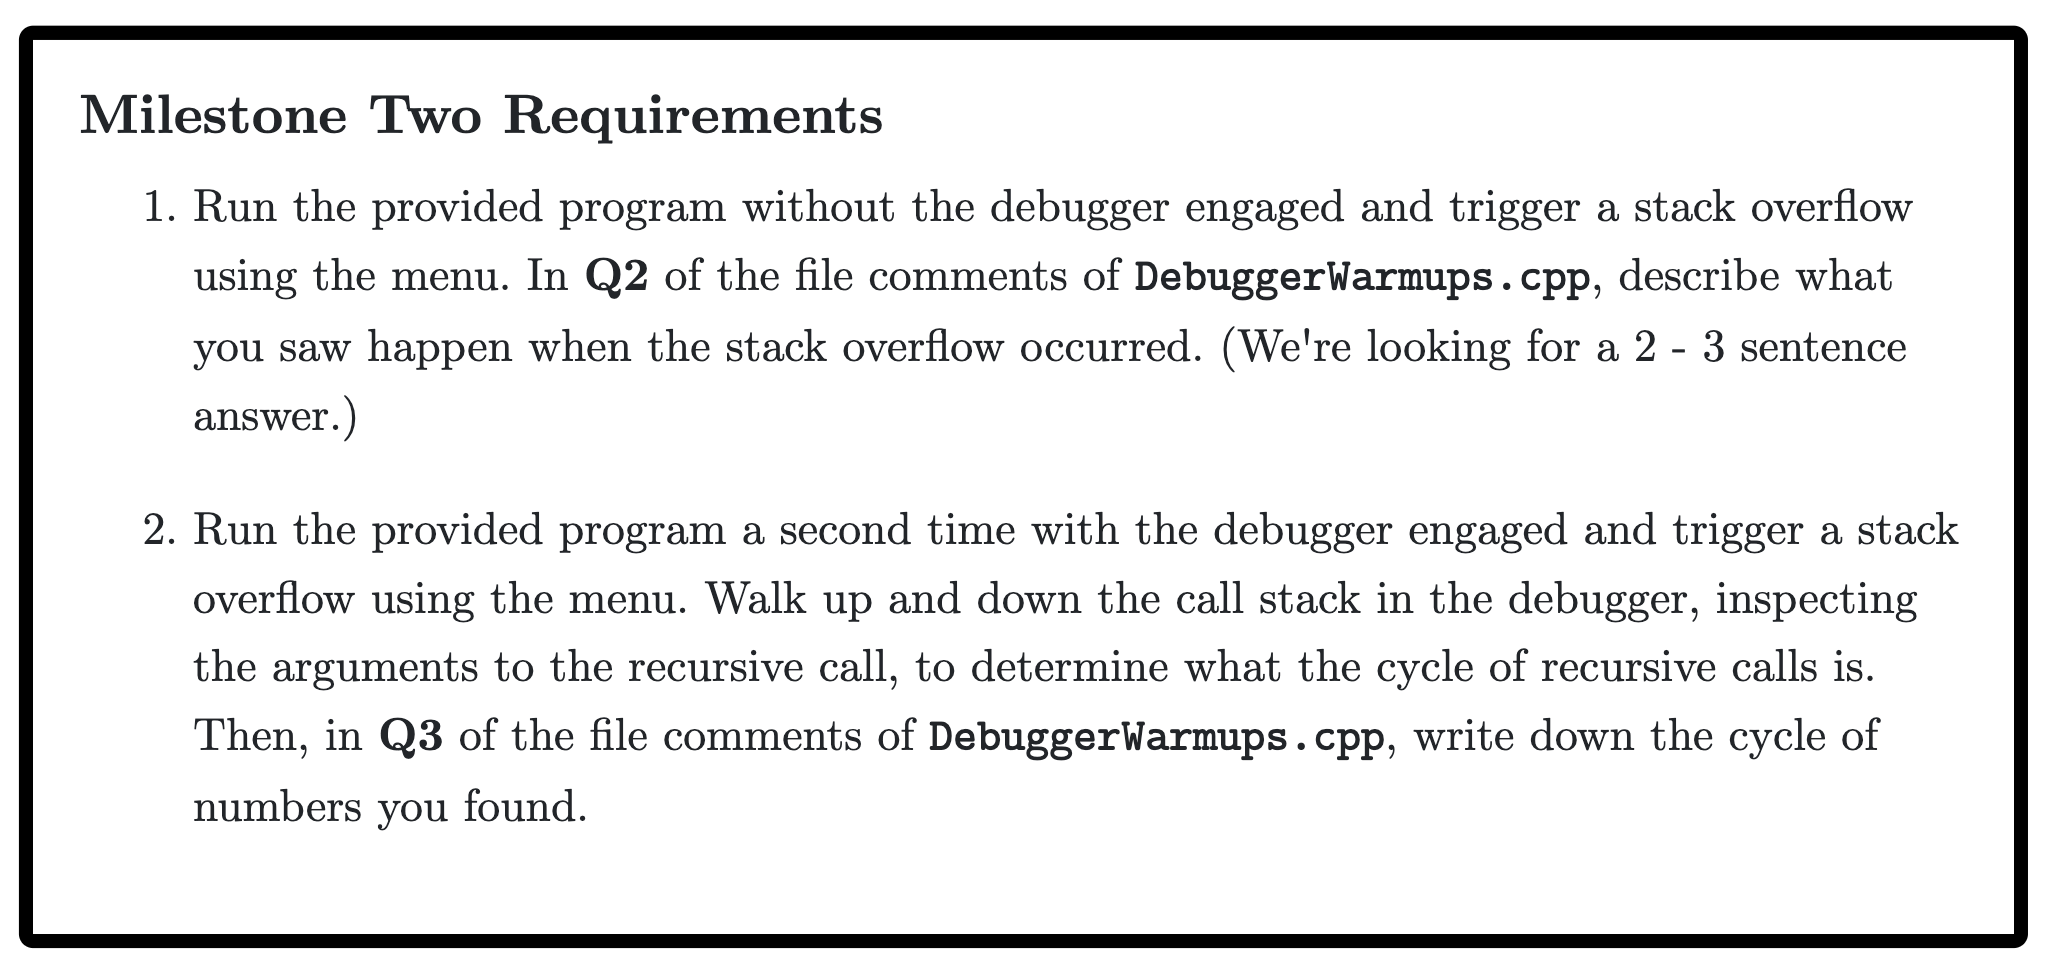 Milestone Two Requirements
1. Run the provided program without the debugger engaged and trigger a stack overflow
using the menu. In Q2 of the file comments of DebuggerWarmups.cpp, describe what
you saw happen when the stack overflow occurred. (We're looking for a 2 - 3 sentence
answer.)
2. Run the provided program a second time with the debugger engaged and trigger a stack
overflow using the menu. Walk up and down the call stack in the debugger, inspecting
the arguments to the recursive call, to determine what the cycle of recursive calls is.
Then, in Q3 of the file comments of DebuggerWarmups.cpp, write down the cycle of
numbers you found.